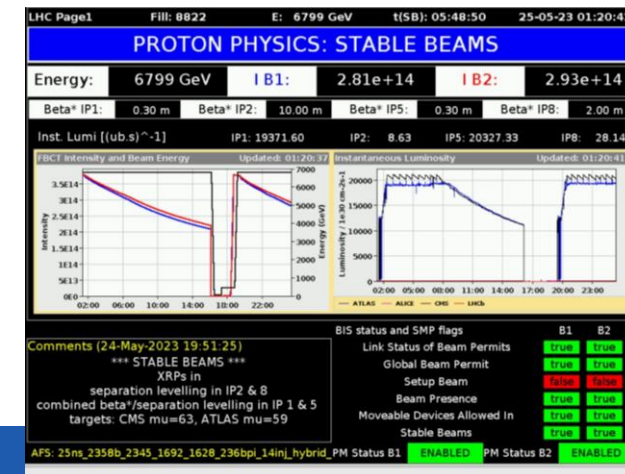 LHC Page1 Fill: 8822 E: 6799 GeV t(SB): 05:48:50 25-05-23 01:20:4
PROTON PHYSICS: STABLE BEAMS
Energy: 6799 GeV I B1: 2.81e+14 I B2: 2.93e+14
Beta* IP1: 0.30 m Beta* IP2: 10.00 m Beta* IP5: 0.30 m Beta* IP8: 2.00 m
Inst. Lumi [(ub.s)^-1] IP1: 19371.60 IP2: 8.63 IP5: 20327.33 IP8: 28.14
FBCT Intensity and Beam Energy Updated: 01:20:37 Instantaneous Luminosity Updated: 01:20:41
Intensity
3.5E14
3E14
2.5E14
2E14
1.5E14
1E14
5E13
0E0
02:00 06:00 10:00 14:00 18:00 22:00
7000
6000
5000
4000
3000
2000
1000
0
Energy (GeV)
Luminosity / 1e30 cm-2s-1
20000
15000
10000
5000
0
02:00 05:00 08:00 11:00 14:00 17:00 20:00 23:00
ATLAS ALICE CMS LHCb
Comments (24-May-2023 19:51:25)
*** STABLE BEAMS ***
XRPs in
separation levelling in IP2 & 8
combined beta*/separation levelling in IP 1 & 5
targets: CMS mu=63, ATLAS mu=59
BIS status and SMP flags B1 B2
Link Status of Beam Permits true true
Global Beam Permit true true
Setup Beam false false
Beam Presence true true
Moveable Devices Allowed In true true
Stable Beams true true
AFS: 25ns_2358b_2345_1692_1628_236bpi_14inj_hybrid_ PM Status B1 ENABLED PM Status B2 ENABLED